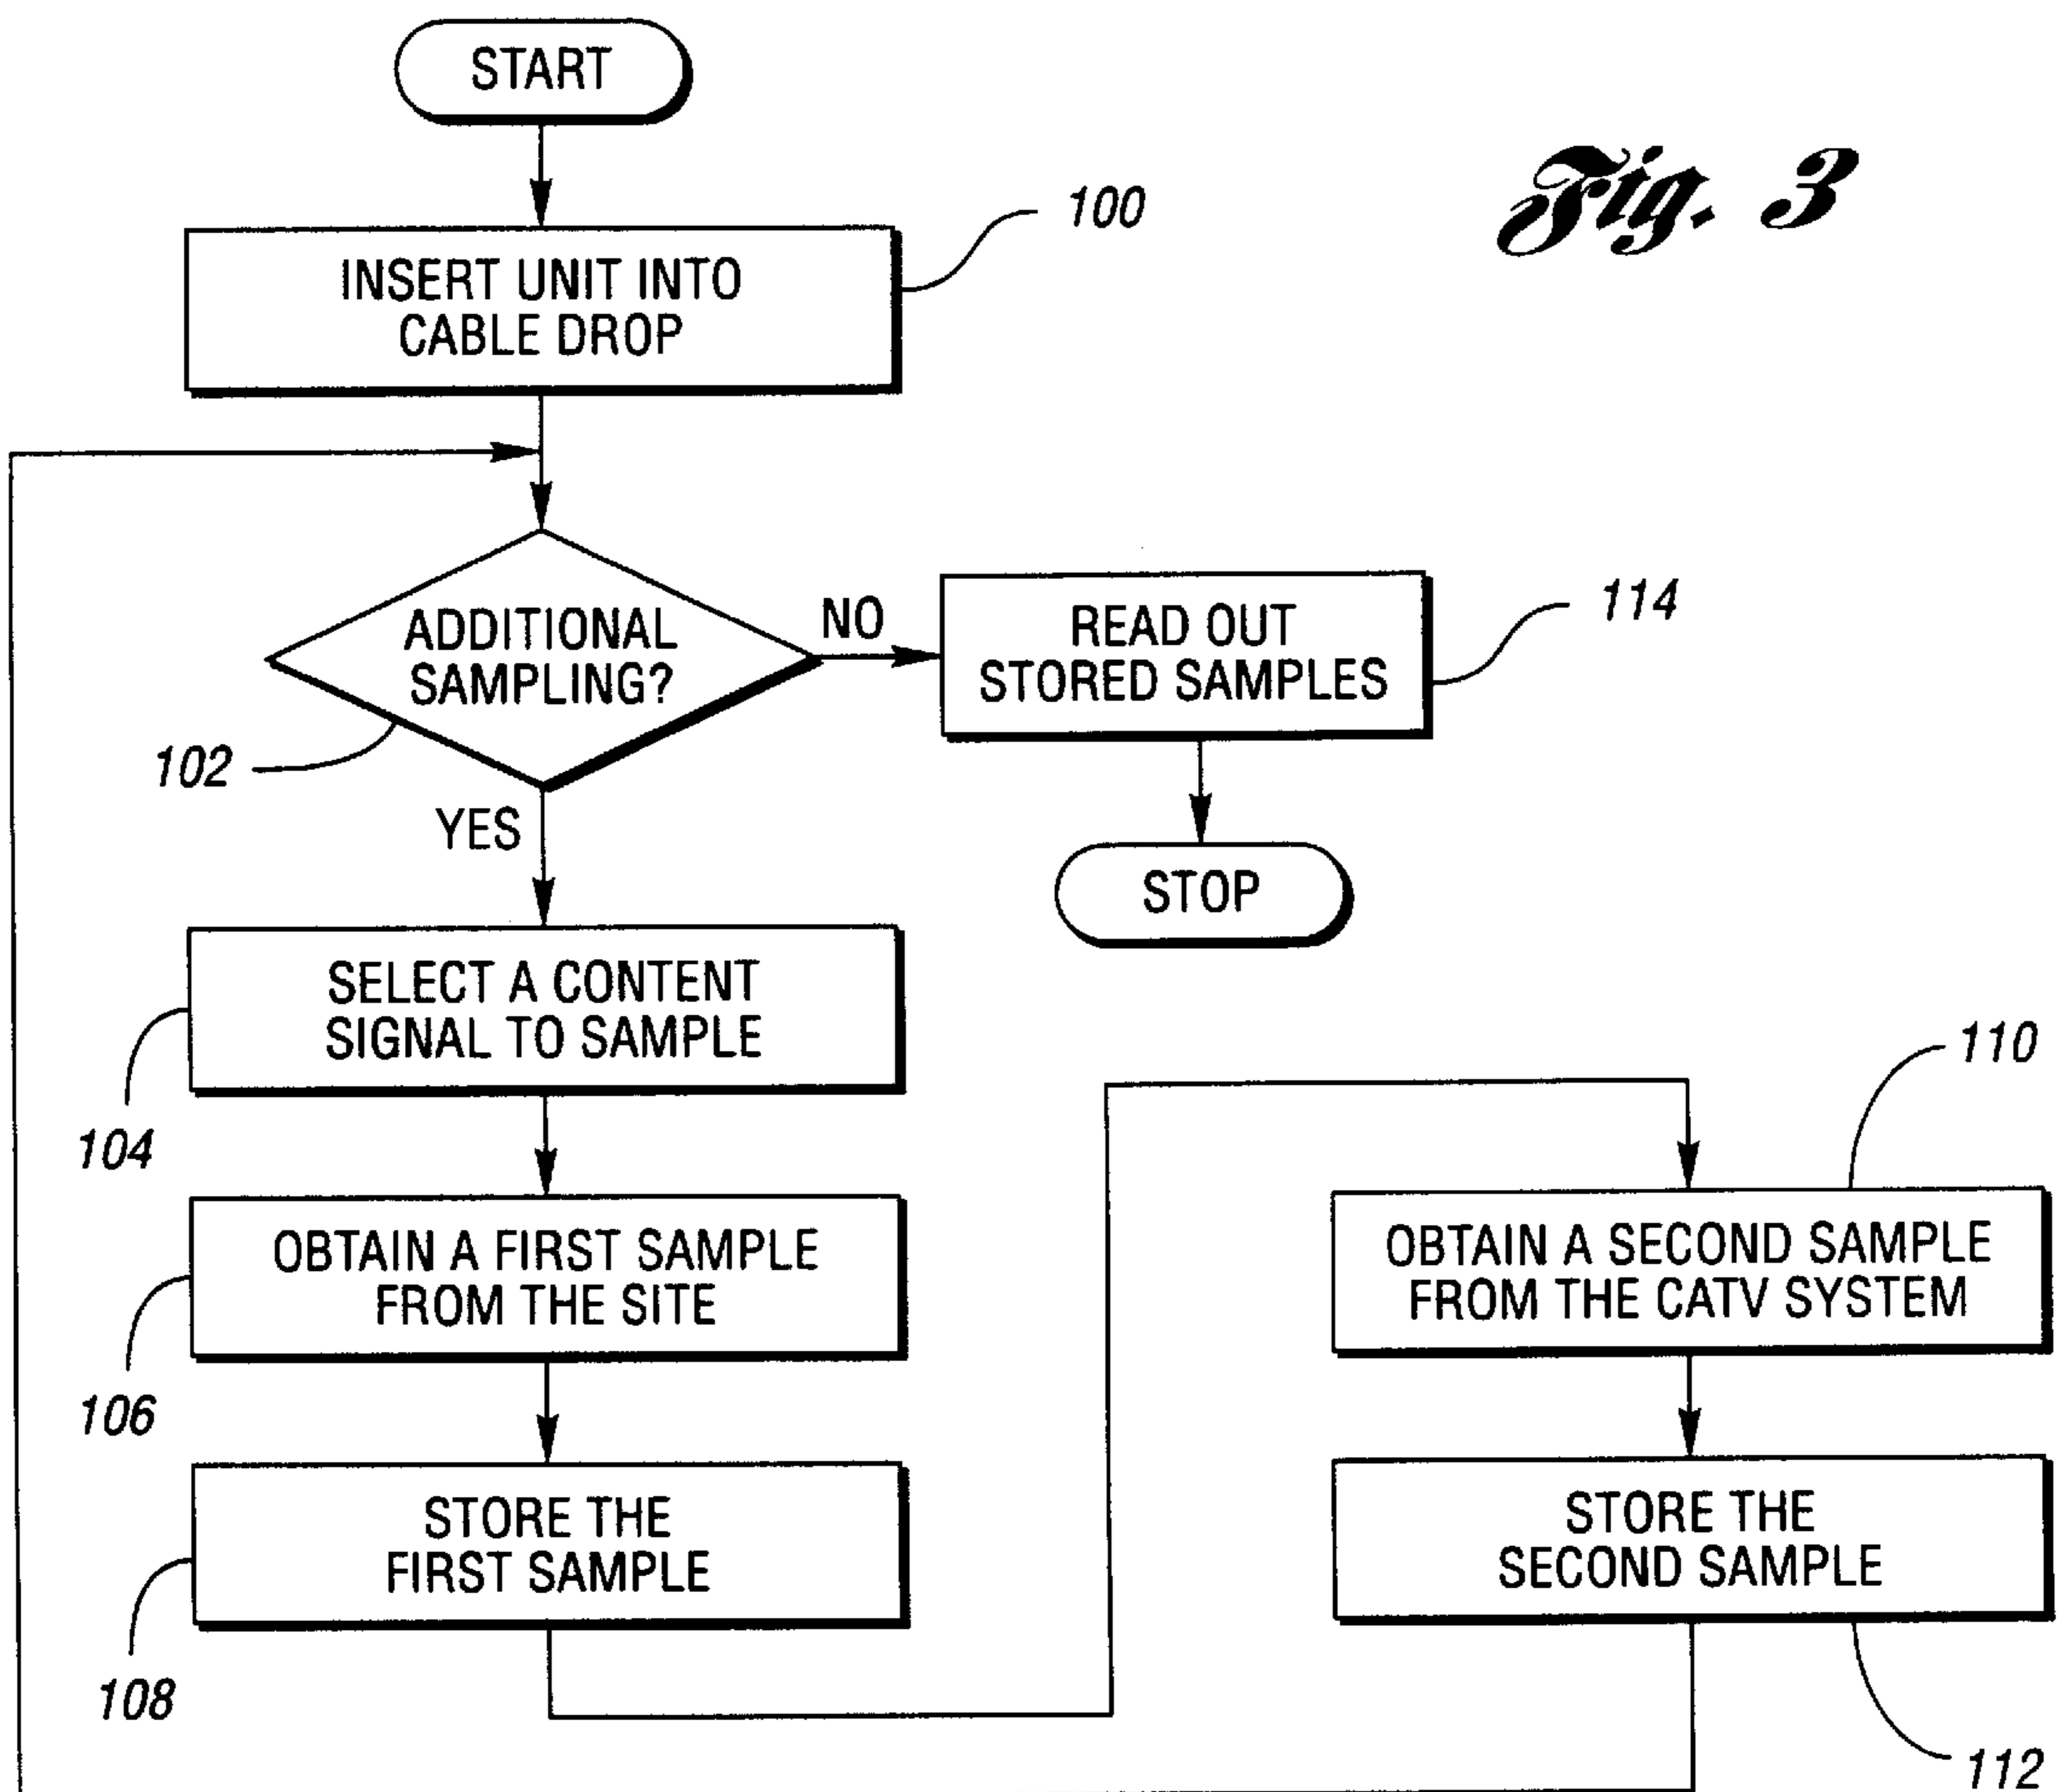 START
Fig. 3
100
INSERT UNIT INTO
CABLE DROP
ADDITIONAL
SAMPLING?
NO
READ OUT
STORED SAMPLES
114
102
YES
STOP
SELECT A CONTENT
SIGNAL TO SAMPLE
104
110
OBTAIN A FIRST SAMPLE
FROM THE SITE
106
OBTAIN A SECOND SAMPLE
FROM THE CATV SYSTEM
STORE THE
FIRST SAMPLE
108
STORE THE
SECOND SAMPLE
112